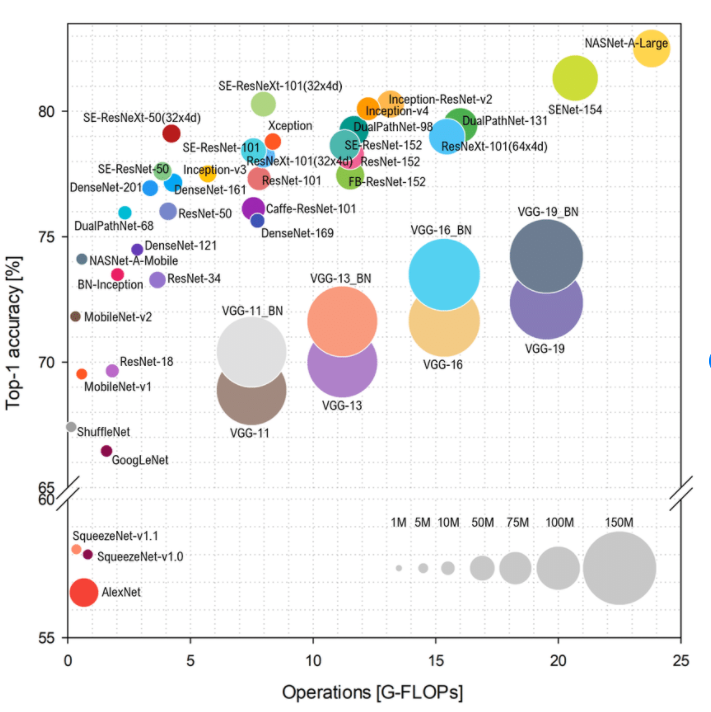 NASNet-A-Large
SE-ResNeXt-101(32x4d)
SENet-154
80
Inception-ResNet-v2
Inception-v4
SE-ResNeXt-50(32x4d)
Xception
DualPathNet-98
DualPathNet-131
SE-ResNet-101
SE-ResNet-152
ResNeXt-101(64x4d)
ResNeXt-101(32x4d)
ResNet-152
SE-ResNet-50
Inception-v3
DenseNet-201
DenseNet-161
ResNet-101
FB-ResNet-152
DualPathNet-68
ResNet-50
Caffe-ResNet-101
VGG-19_BN
DenseNet-169
75
VGG-16_BN
DenseNet-121
NASNet-A-Mobile
BN-Inception
ResNet-34
VGG-13_BN
VGG-11_BN
MobileNet-v2
VGG-19
ResNet-18
VGG-16
70
MobileNet-v1
VGG-13
ShuffleNet
VGG-11
GoogLeNet
65
60
1M 5M 10M 50M 75M 100M 150M
SqueezeNet-v1.1
SqueezeNet-v1.0
AlexNet
55
0 5 10 15 20 25
Operations [G-FLOPs]
Top-1 accuracy [%]